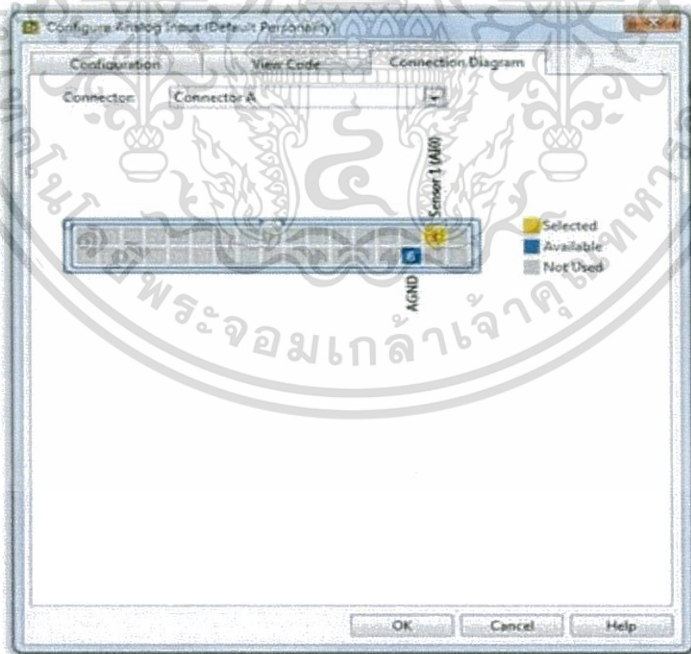 Configure Analog Input (Default Personality)
Configuration View Code Connection Diagram
Connector: Connector A
Sensor 1 (AI0)
Selected
Available
Not Used
6
AGND
OK Cancel Help